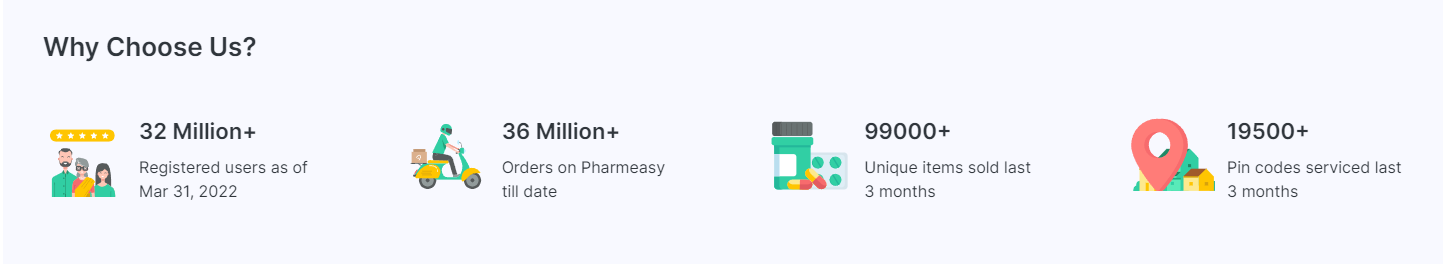 Why Choose Us?
32 Million+
Registered users as of
Mar 31, 2022
36 Million+
Orders on Pharmeasy
till date
99000+
Unique items sold last
3 months
19500+
Pin codes serviced last
3 months